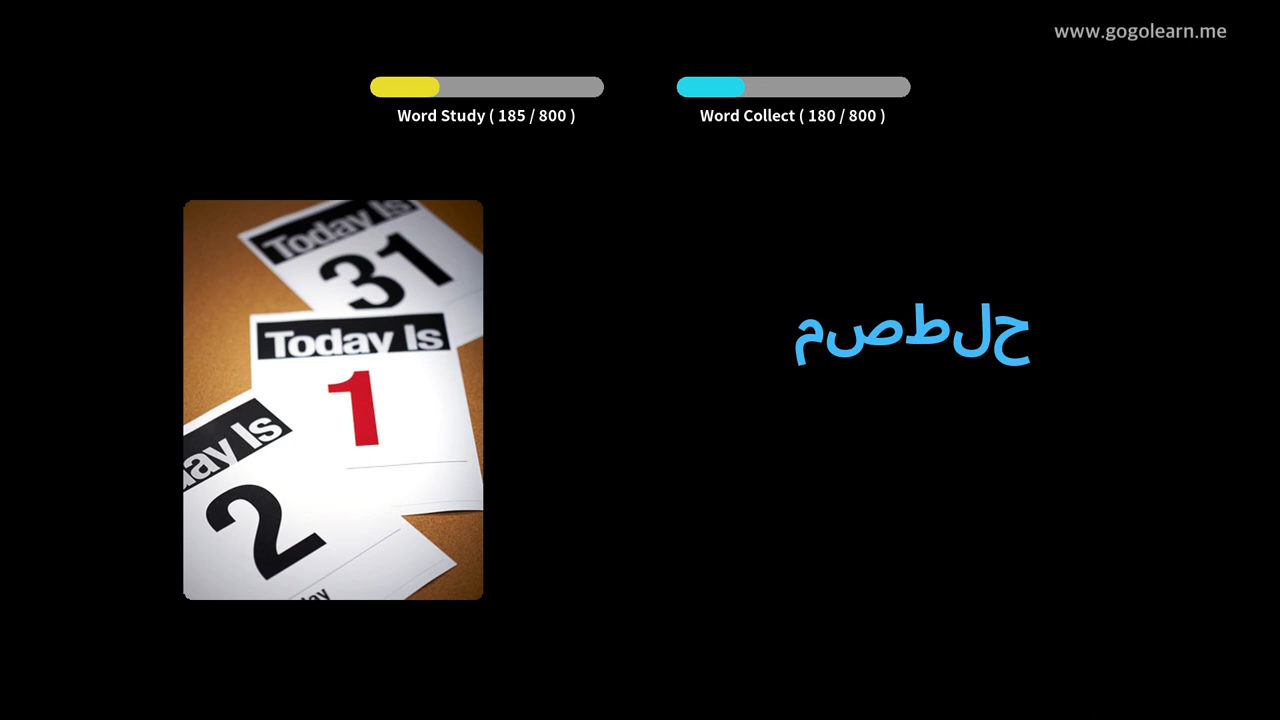 www.gogolearn.me
Word Study ( 185 / 800 )
Word Collect ( 180 / 800 )
Today Is
31
Today Is
1
مصطلح
ay Is
2